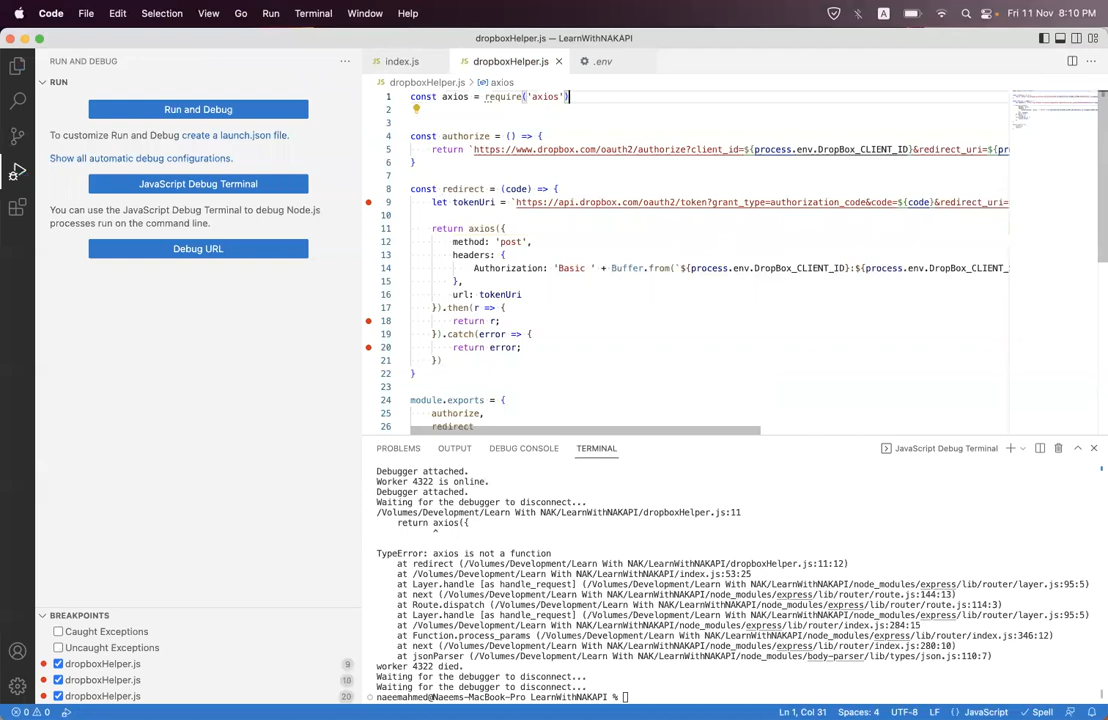 Code File Edit Selection View Go Run Terminal Window Help A Fri 11 Nov 8:10 PM
dropboxHelper.js — LearnWithNAKAPI
RUN AND DEBUG ···
JS index.js JS dropboxHelper.js × .env
RUN
JS dropboxHelper.js > axios
Run and Debug
To customize Run and Debug create a launch.json file.
Show all automatic debug configurations.
JavaScript Debug Terminal
You can use the JavaScript Debug Terminal to debug Node.js
processes run on the command line.
Debug URL
1 const axios = require('axios')
2
3
4 const authorize = () => {
5 return `https://www.dropbox.com/oauth2/authorize?client_id=${process.env.DropBox_CLIENT_ID}&redirect_uri=${pr
6 }
7
8 const redirect = (code) => {
9 let tokenUri = `https://api.dropbox.com/oauth2/token?grant_type=authorization_code&code=${code}&redirect_uri=
10
11 return axios({
12 method: 'post',
13 headers: {
14 Authorization: 'Basic ' + Buffer.from(`${process.env.DropBox_CLIENT_ID}:${process.env.DropBox_CLIENT_
15 },
16 url: tokenUri
17 }).then(r => {
18 return r;
19 }).catch(error => {
20 return error;
21 })
22 }
23
24 module.exports = {
25 authorize,
26 redirect
PROBLEMS OUTPUT DEBUG CONSOLE TERMINAL JavaScript Debug Terminal
Debugger attached.
Worker 4322 is online.
Debugger attached.
Waiting for the debugger to disconnect...
/Volumes/Development/Learn With NAK/LearnWithNAKAPI/dropboxHelper.js:11
return axios({
^
TypeError: axios is not a function
at redirect (/Volumes/Development/Learn With NAK/LearnWithNAKAPI/dropboxHelper.js:11:12)
at /Volumes/Development/Learn With NAK/LearnWithNAKAPI/index.js:53:25
at Layer.handle [as handle_request] (/Volumes/Development/Learn With NAK/LearnWithNAKAPI/node_modules/express/lib/router/layer.js:95:5)
at next (/Volumes/Development/Learn With NAK/LearnWithNAKAPI/node_modules/express/lib/router/route.js:144:13)
at Route.dispatch (/Volumes/Development/Learn With NAK/LearnWithNAKAPI/node_modules/express/lib/router/route.js:114:3)
at Layer.handle [as handle_request] (/Volumes/Development/Learn With NAK/LearnWithNAKAPI/node_modules/express/lib/router/layer.js:95:5)
at /Volumes/Development/Learn With NAK/LearnWithNAKAPI/node_modules/express/lib/router/index.js:284:15
at Function.process_params (/Volumes/Development/Learn With NAK/LearnWithNAKAPI/node_modules/express/lib/router/index.js:346:12)
at next (/Volumes/Development/Learn With NAK/LearnWithNAKAPI/node_modules/express/lib/router/index.js:280:10)
at jsonParser (/Volumes/Development/Learn With NAK/LearnWithNAKAPI/node_modules/body-parser/lib/types/json.js:110:7)
worker 4322 died.
Waiting for the debugger to disconnect...
Waiting for the debugger to disconnect...
naeemahmed@Naeems-MacBook-Pro LearnWithNAKAPI %
BREAKPOINTS
Caught Exceptions
Uncaught Exceptions
dropboxHelper.js 9
dropboxHelper.js 18
dropboxHelper.js 20
0 0 Ln 1, Col 31 Spaces: 4 UTF-8 LF { } JavaScript Spell